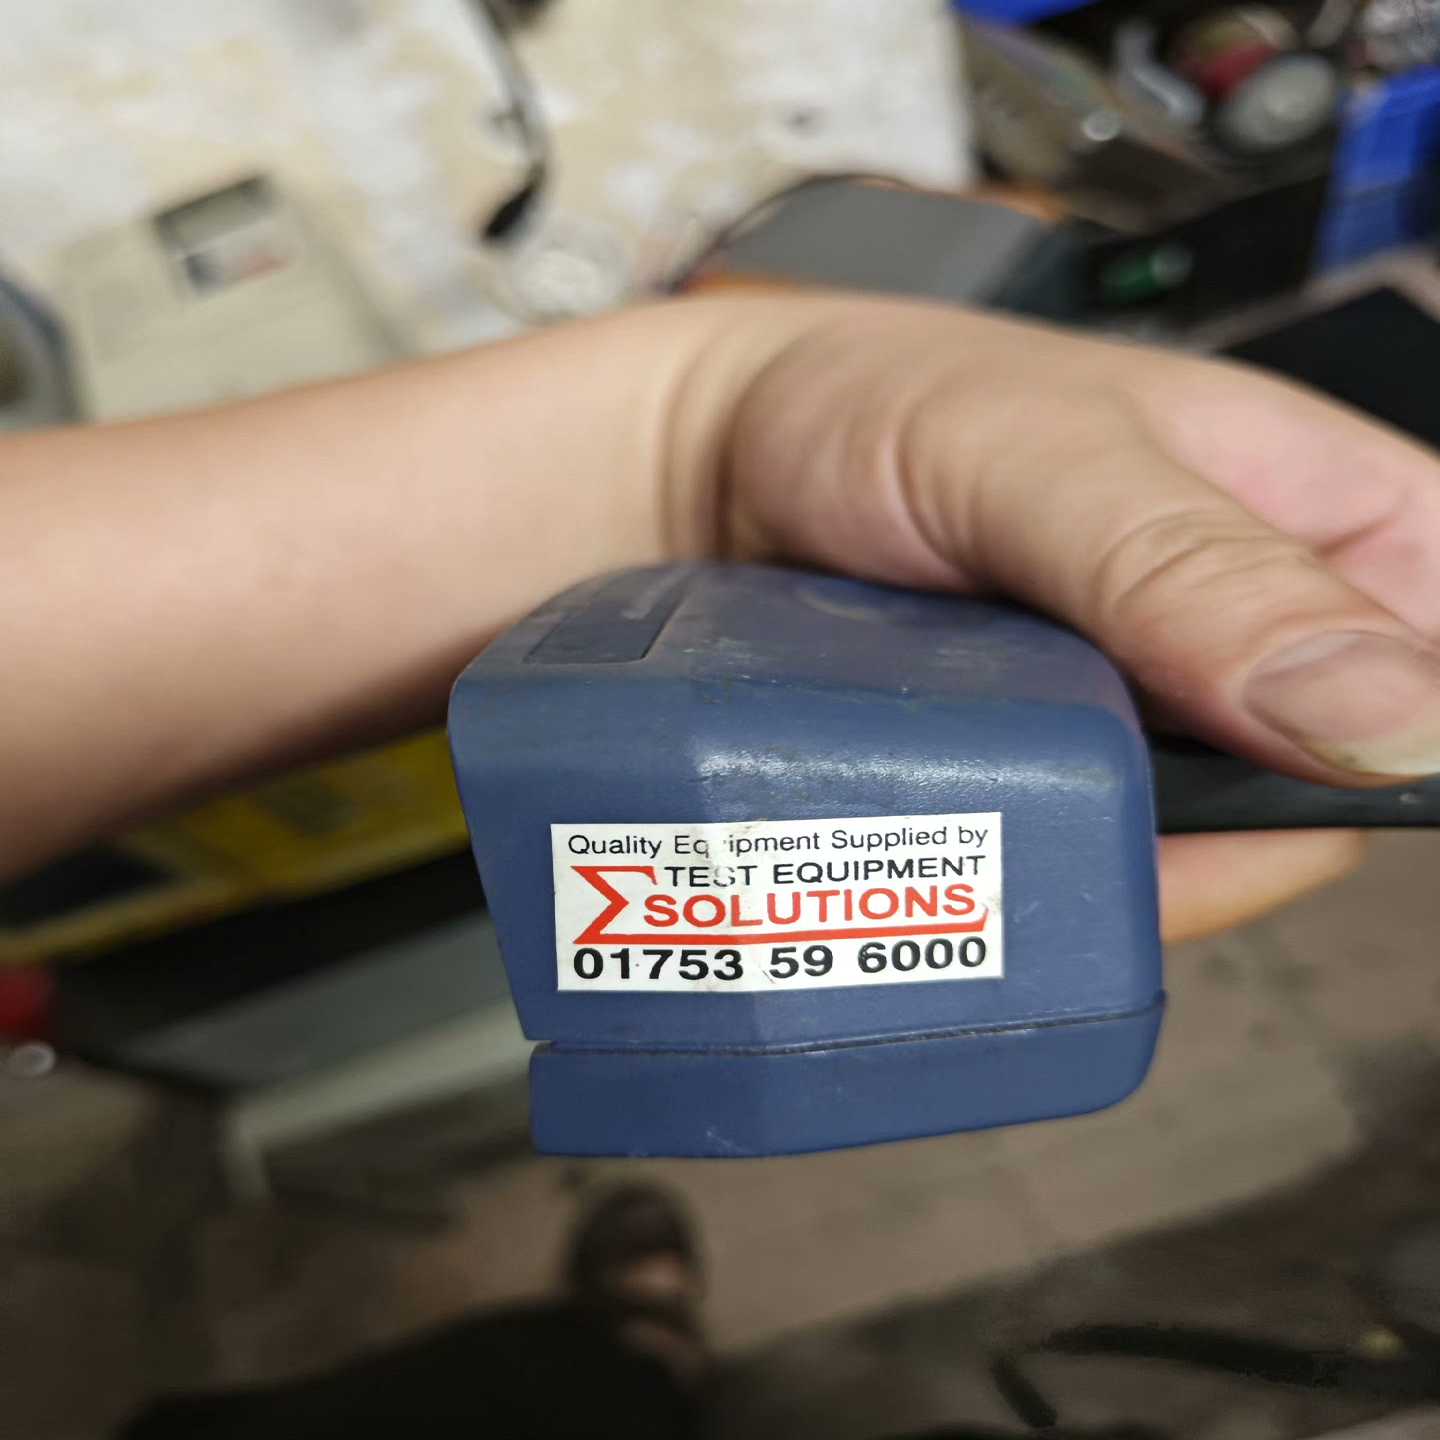 Quality Equipment Supplied by
TEST EQUIPMENT
SOLUTIONS
01753 59 6000